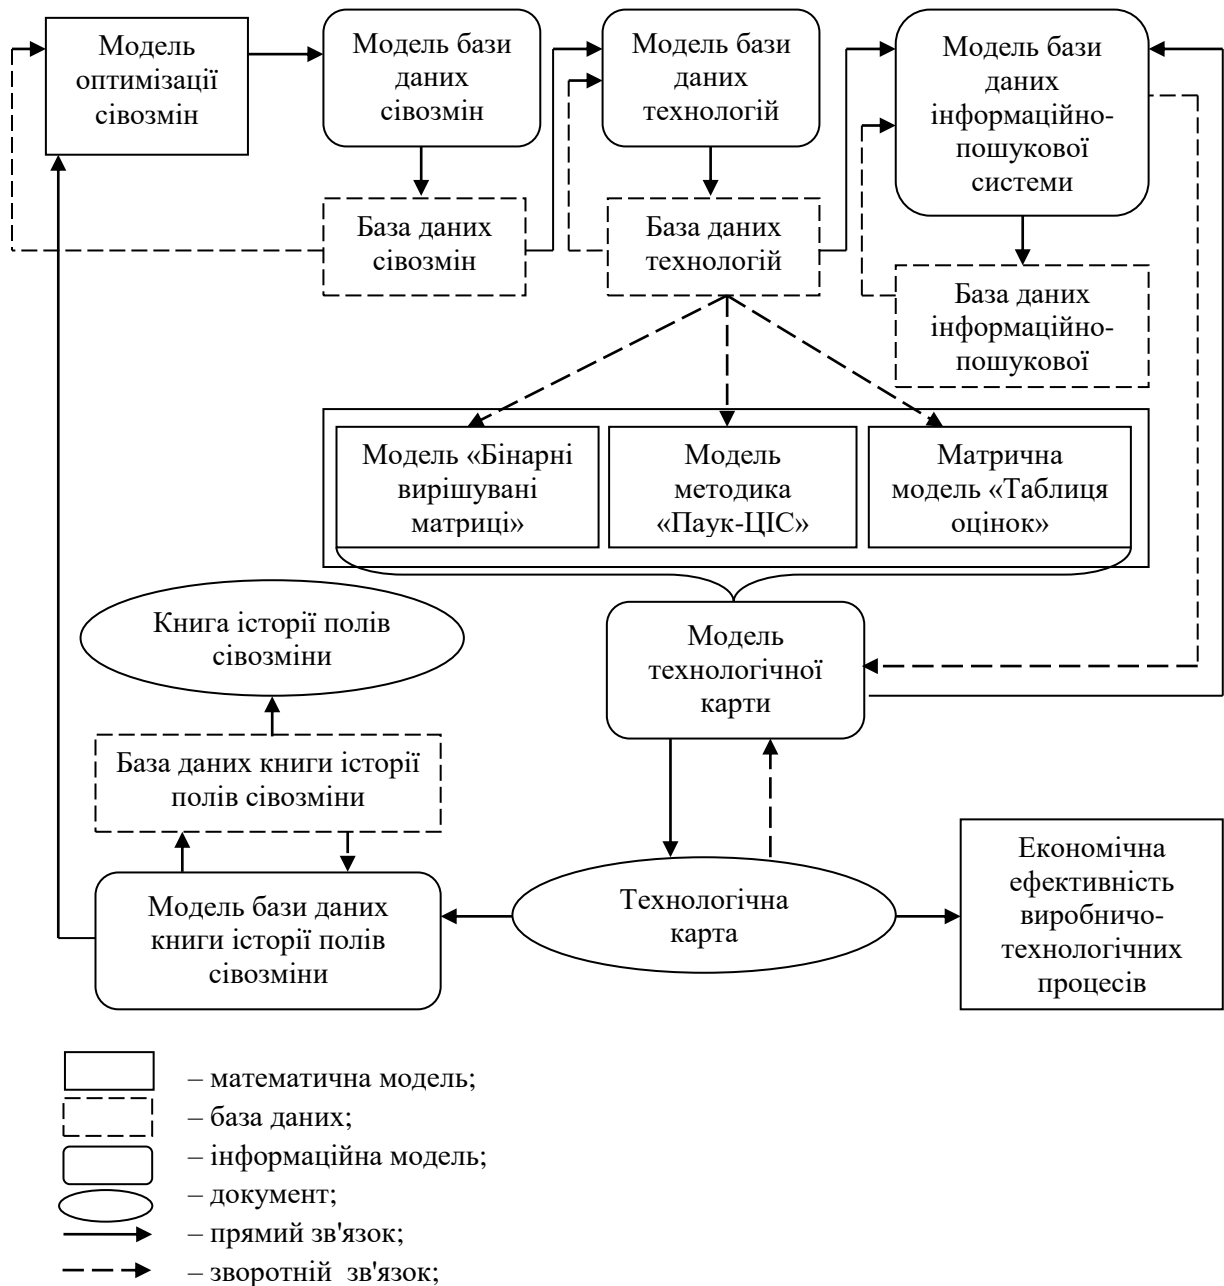 Модель
оптимізації
сівозмін
Модель бази
даних
сівозмін
Модель бази
даних
технологій
Модель бази
даних
інформаційно-
пошукової
системи
База даних
сівозмін
База даних
технологій
База даних
інформаційно-
пошукової
Модель «Бінарні
вирішувані
матриці»
Модель
методика
«Паук-ЦІС»
Матрична
модель «Таблиця
оцінок»
Книга історії полів
сівозміни
Модель
технологічної
карти
База даних книги історії
полів сівозміни
Модель бази даних
книги історії полів
сівозміни
Технологічна
карта
Економічна
ефективність
виробничо-
технологічних
процесів
– математична модель;
– база даних;
– інформаційна модель;
– документ;
– прямий зв'язок;
– зворотній зв'язок;